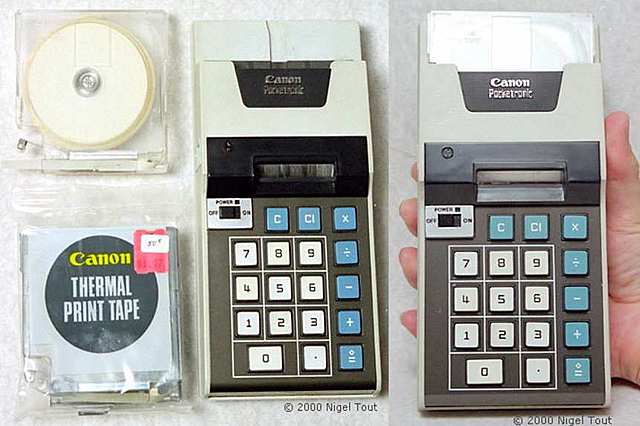 Canon
THERMAL
PRINT TAPE
Canon
Pocketronic
POWER
OFF ON
C CI ×
7 8 9 ÷
4 5 6 −
1 2 3 +
0 . =
© 2000 Nigel Tout
Canon
Pocketronic
POWER
OFF ON
C CI ×
7 8 9 ÷
4 5 6 −
1 2 3 +
0 . =
© 2000 Nigel Tout